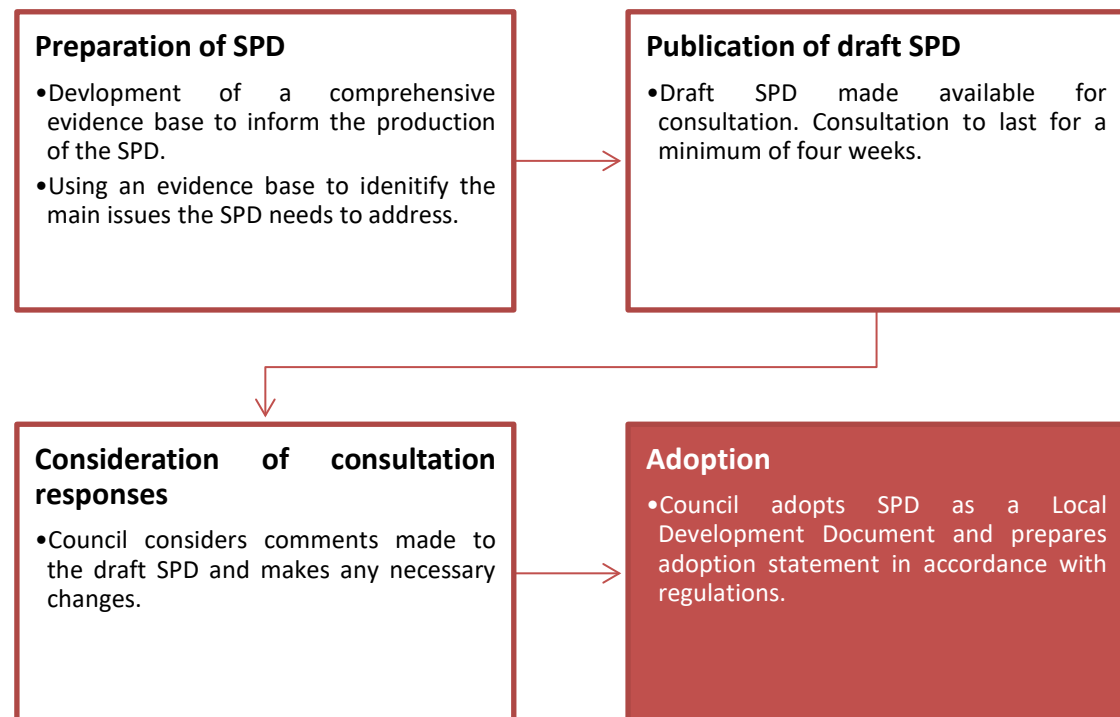 Preparation of SPD
•Devlopment of a comprehensive
evidence base to inform the production
of the SPD.
•Using an evidence base to idenitify the
main issues the SPD needs to address.
Publication of draft SPD
•Draft SPD made available for
consultation. Consultation to last for a
minimum of four weeks.
Consideration of consultation
responses
•Council considers comments made to
the draft SPD and makes any necessary
changes.
Adoption
•Council adopts SPD as a Local
Development Document and prepares
adoption statement in accordance with
regulations.